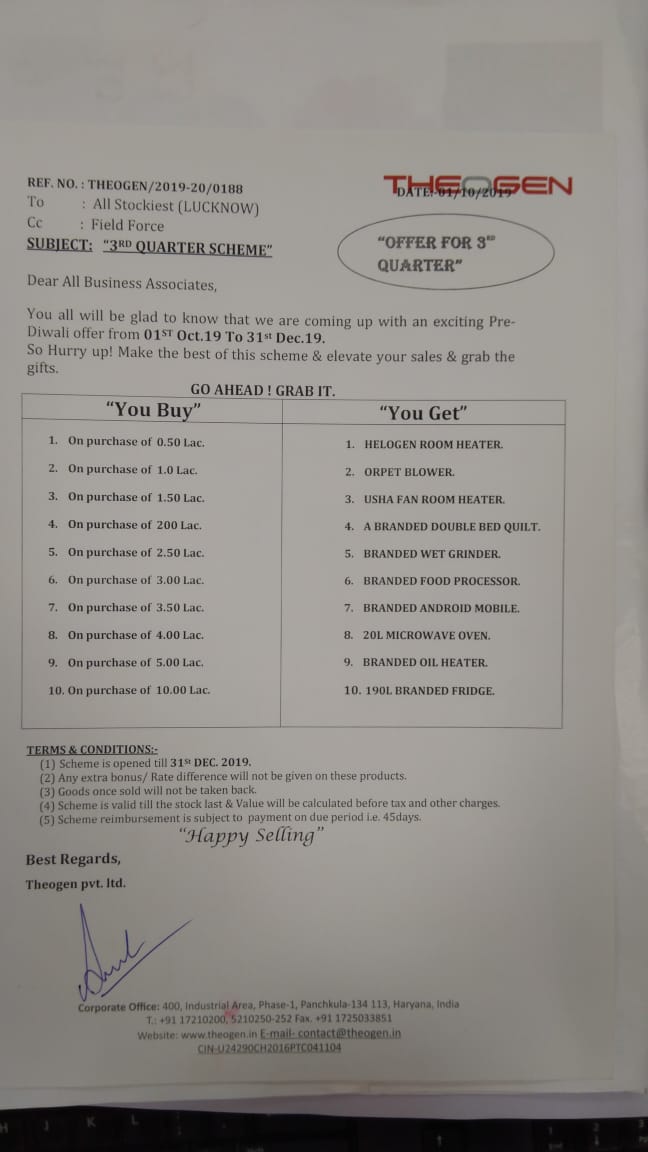 THEOGEN
REF. NO. : THEOGEN/2019-20/0188
DATE:-01/10/2019
To : All Stockiest (LUCKNOW)
Cc : Field Force
SUBJECT: “3RD QUARTER SCHEME”
“OFFER FOR 3RD
QUARTER”
Dear All Business Associates,
You all will be glad to know that we are coming up with an exciting Pre-
Diwali offer from 01ST Oct.19 To 31st Dec.19.
So Hurry up! Make the best of this scheme & elevate your sales & grab the
gifts.
GO AHEAD ! GRAB IT.
“You Buy” “You Get”
1. On purchase of 0.50 Lac. 1. HELOGEN ROOM HEATER.
2. On purchase of 1.0 Lac. 2. ORPET BLOWER.
3. On purchase of 1.50 Lac. 3. USHA FAN ROOM HEATER.
4. On purchase of 200 Lac. 4. A BRANDED DOUBLE BED QUILT.
5. On purchase of 2.50 Lac. 5. BRANDED WET GRINDER.
6. On purchase of 3.00 Lac. 6. BRANDED FOOD PROCESSOR.
7. On purchase of 3.50 Lac. 7. BRANDED ANDROID MOBILE.
8. On purchase of 4.00 Lac. 8. 20L MICROWAVE OVEN.
9. On purchase of 5.00 Lac. 9. BRANDED OIL HEATER.
10. On purchase of 10.00 Lac. 10. 190L BRANDED FRIDGE.
TERMS & CONDITIONS:-
(1) Scheme is opened till 31St DEC. 2019.
(2) Any extra bonus/ Rate difference will not be given on these products.
(3) Goods once sold will not be taken back.
(4) Scheme is valid till the stock last & Value will be calculated before tax and other charges.
(5) Scheme reimbursement is subject to payment on due period i.e. 45days.
“Happy Selling”
Best Regards,
Theogen pvt. ltd.
Corporate Office: 400, Industrial Area, Phase-1, Panchkula-134 113, Haryana, India
T.: +91 17210200, 5210250-252 Fax. +91 1725033851
Website: www.theogen.in E-mail- contact@theogen.in
CIN-U24290CH2016PTC041104
H J K L 1 2 3